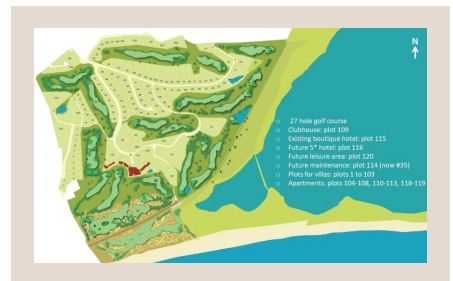 N
○ 27 hole golf course
○ Clubhouse: plot 109
○ Existing boutique hotel: plot 115
○ Future 5* hotel: plot 116
○ Future leisure area: plot 120
○ Future maintenance: plot 114 (now #35)
○ Plots for villas: plots 1 to 103
○ Apartments: plots 104-108, 110-113, 118-119